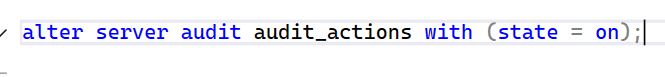 alter server audit audit_actions with (state = on);